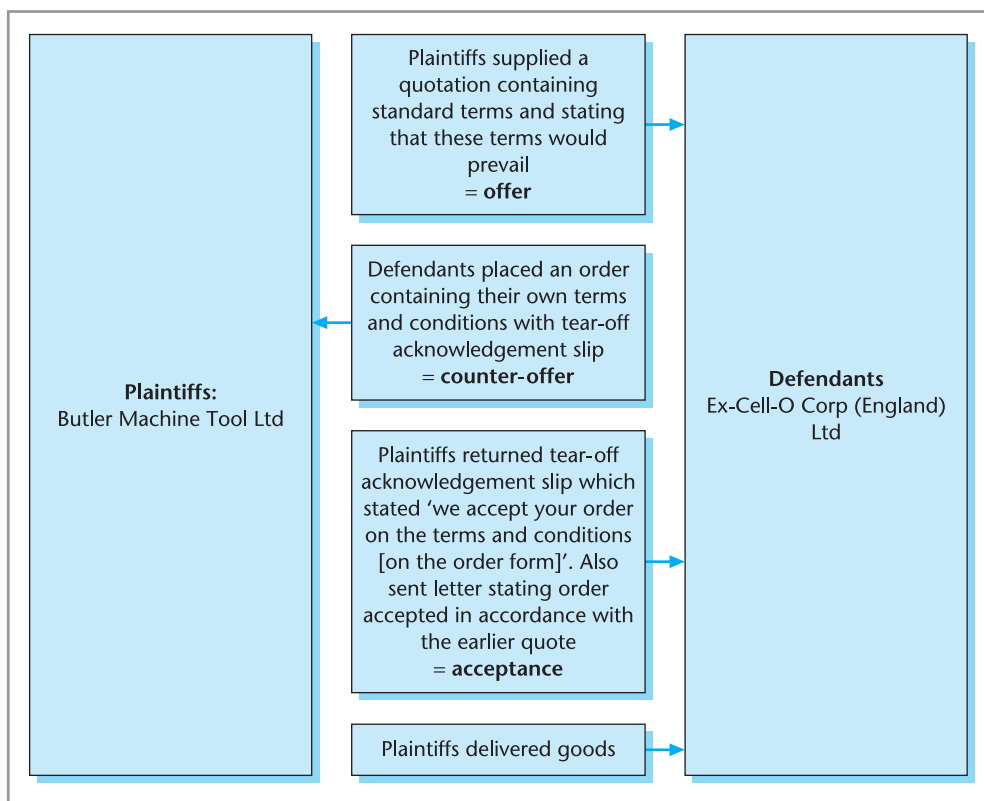 Plaintiffs supplied a
quotation containing
standard terms and stating
that these terms would
prevail
= offer
Defendants placed an order
containing their own terms
and conditions with tear-off
acknowledgement slip
= counter-offer
Plaintiffs:
Butler Machine Tool Ltd
Defendants
Ex-Cell-O Corp (England)
Ltd
Plaintiffs returned tear-off
acknowledgement slip which
stated ‘we accept your order
on the terms and conditions
[on the order form]’. Also
sent letter stating order
accepted in accordance with
the earlier quote
= acceptance
Plaintiffs delivered goods